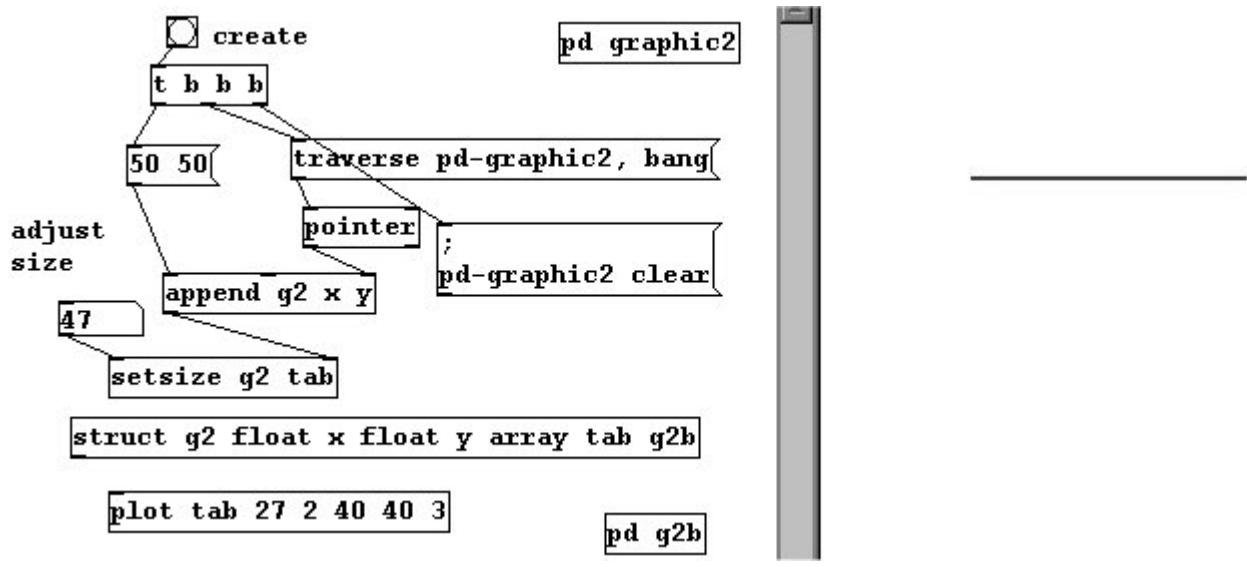 create
pd graphic2
t b b b
50 50
traverse pd-graphic2, bang
adjust
size
pointer
;
pd-graphic2 clear
append g2 x y
47
setsize g2 tab
struct g2 float x float y array tab g2b
plot tab 27 2 40 40 3
pd g2b